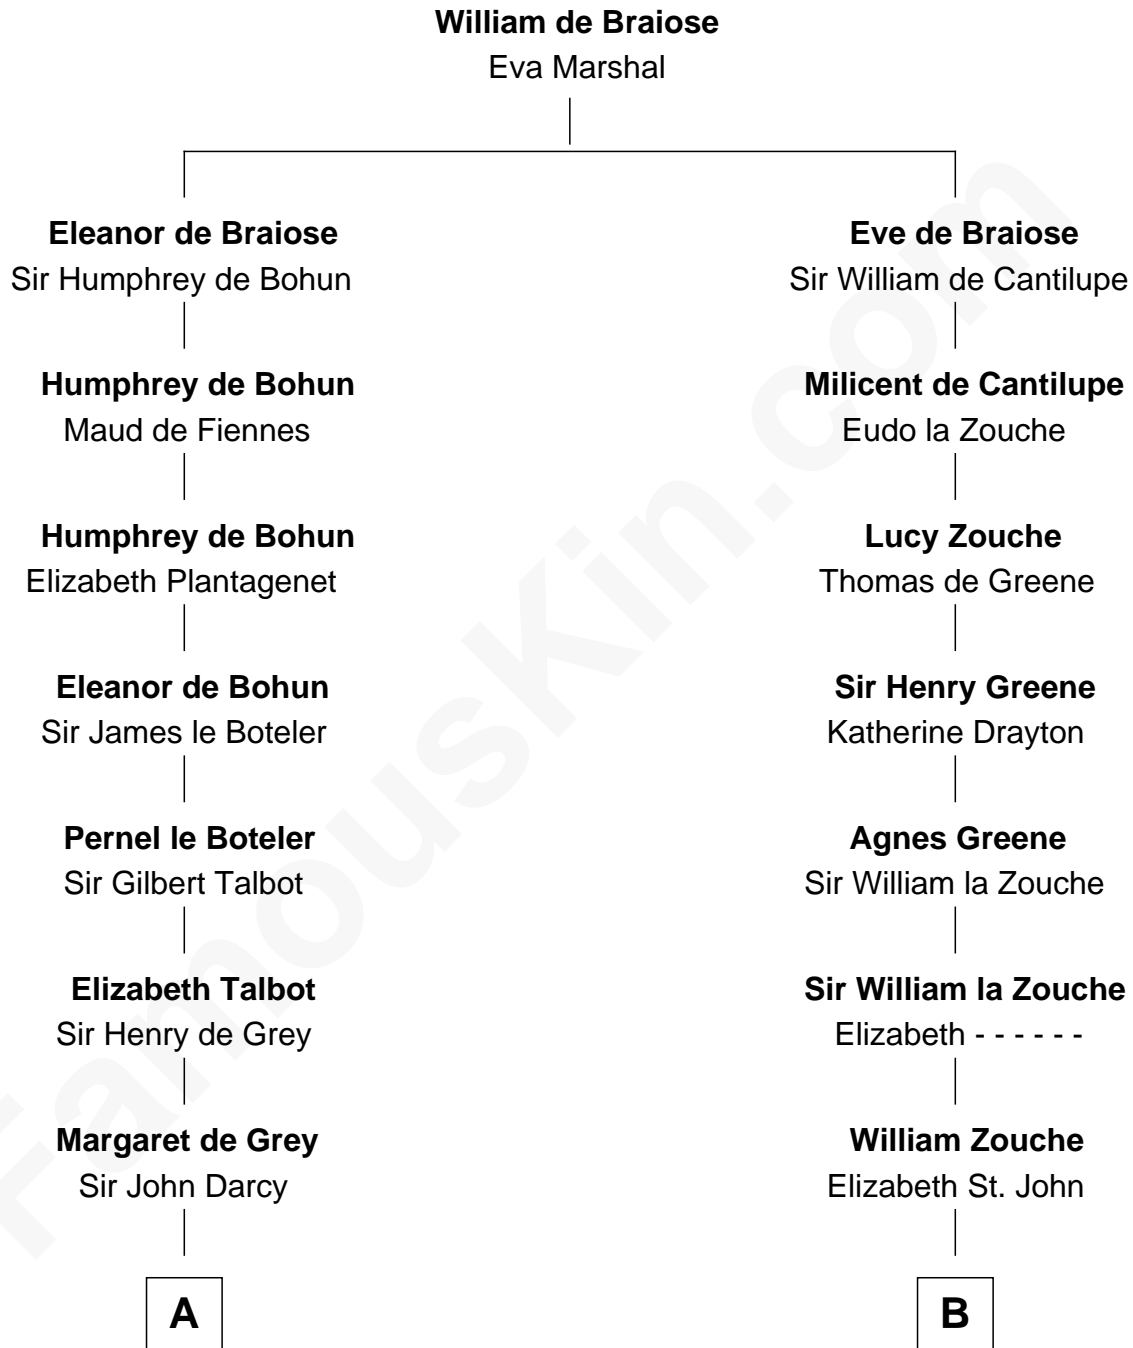 William de Braiose
Eva Marshal
Eleanor de Braiose
Sir Humphrey de Bohun
Eve de Braiose
Sir William de Cantilupe
Humphrey de Bohun
Maud de Fiennes
Milicent de Cantilupe
Eudo la Zouche
Humphrey de Bohun
Elizabeth Plantagenet
Lucy Zouche
Thomas de Greene
Eleanor de Bohun
Sir James le Boteler
Sir Henry Greene
Katherine Drayton
Pernel le Boteler
Sir Gilbert Talbot
Agnes Greene
Sir William la Zouche
Elizabeth Talbot
Sir Henry de Grey
Sir William la Zouche
Elizabeth - - - - - -
Margaret de Grey
Sir John Darcy
William Zouche
Elizabeth St. John
A
B
FamousKin.com